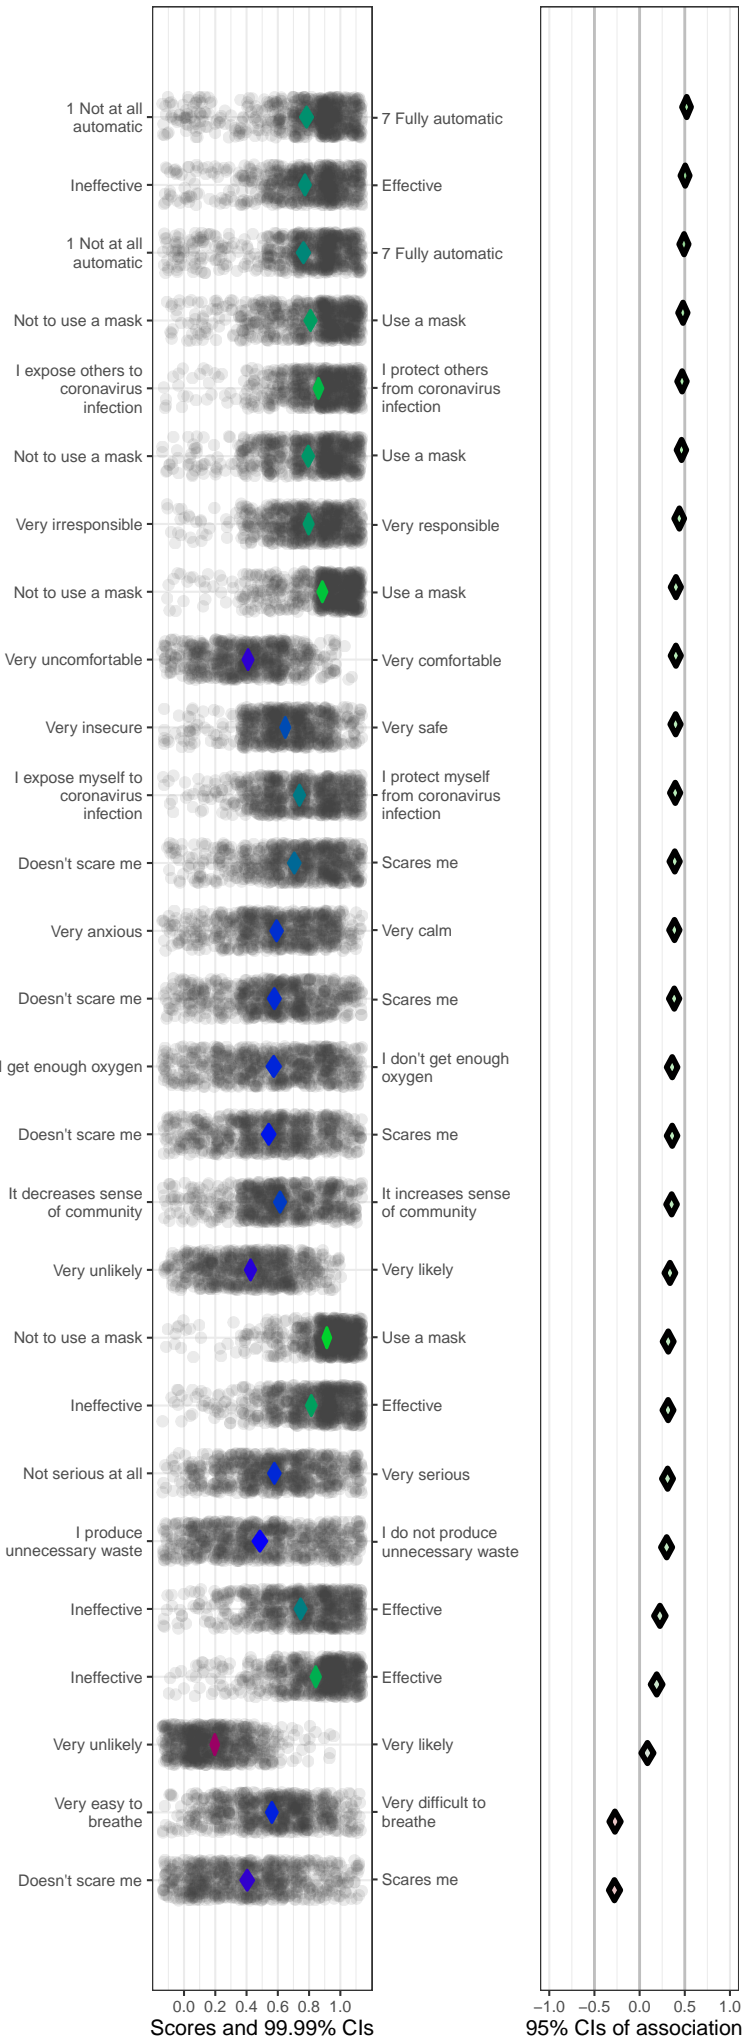 1 Not at all
automatic
7 Fully automatic
Ineffective
Effective
1 Not at all
automatic
7 Fully automatic
Not to use a mask
Use a mask
I expose others to
coronavirus
infection
I protect others
from coronavirus
infection
Not to use a mask
Use a mask
Very irresponsible
Very responsible
Not to use a mask
Use a mask
Very uncomfortable
Very comfortable
Very insecure
Very safe
I expose myself to
coronavirus
infection
I protect myself
from coronavirus
infection
Doesn't scare me
Scares me
Very anxious
Very calm
Doesn't scare me
Scares me
I get enough oxygen
I don't get enough
oxygen
Doesn't scare me
Scares me
It decreases sense
of community
It increases sense
of community
Very unlikely
Very likely
Not to use a mask
Use a mask
Ineffective
Effective
Not serious at all
Very serious
I produce
unnecessary waste
I do not produce
unnecessary waste
Ineffective
Effective
Ineffective
Effective
Very unlikely
Very likely
Very easy to
breathe
Very difficult to
breathe
Doesn't scare me
Scares me
0.0 0.2 0.4 0.6 0.8 1.0
Scores and 99.99% CIs
−1.0 −0.5 0.0 0.5 1.0
95% CIs of association